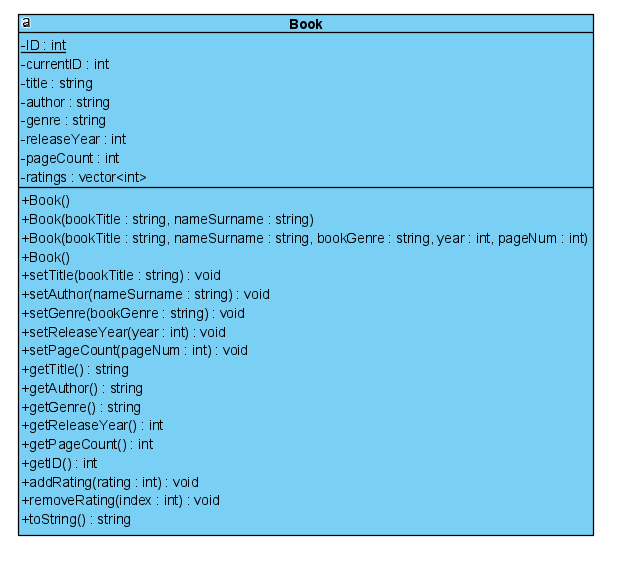 a
Book
-ID : int
-currentID : int
-title : string
-author : string
-genre : string
-releaseYear : int
-pageCount : int
-ratings : vector<int>
+Book()
+Book(bookTitle : string, nameSurname : string)
+Book(bookTitle : string, nameSurname : string, bookGenre : string, year : int, pageNum : int)
+Book()
+setTitle(bookTitle : string) : void
+setAuthor(nameSurname : string) : void
+setGenre(bookGenre : string) : void
+setReleaseYear(year : int) : void
+setPageCount(pageNum : int) : void
+getTitle() : string
+getAuthor() : string
+getGenre() : string
+getReleaseYear() : int
+getPageCount() : int
+getID() : int
+addRating(rating : int) : void
+removeRating(index : int) : void
+toString() : string